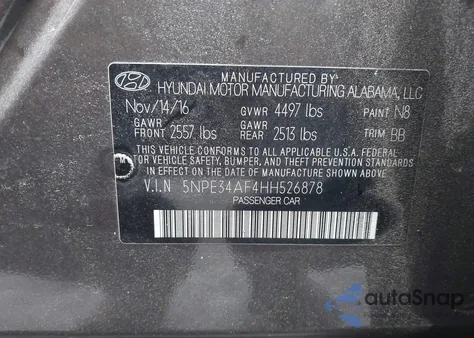 MANUFACTURED BY
HYUNDAI MOTOR MANUFACTURING ALABAMA, LLC
Nov/14/16 GVWR 4497 lbs PAINT N8
GAWR GAWR
FRONT 2557 lbs REAR 2513 lbs TRIM BB
THIS VEHICLE CONFORMS TO ALL APPLICABLE U.S.A. FEDERAL
VEHICLE SAFETY, BUMPER, AND THEFT PREVENTION STANDARDS IN
EFFECT ON THE DATE OF MANUFACTURE SHOWN ABOVE.
V.I.N 5NPE34AF4HH526878
PASSENGER CAR
autoSnap